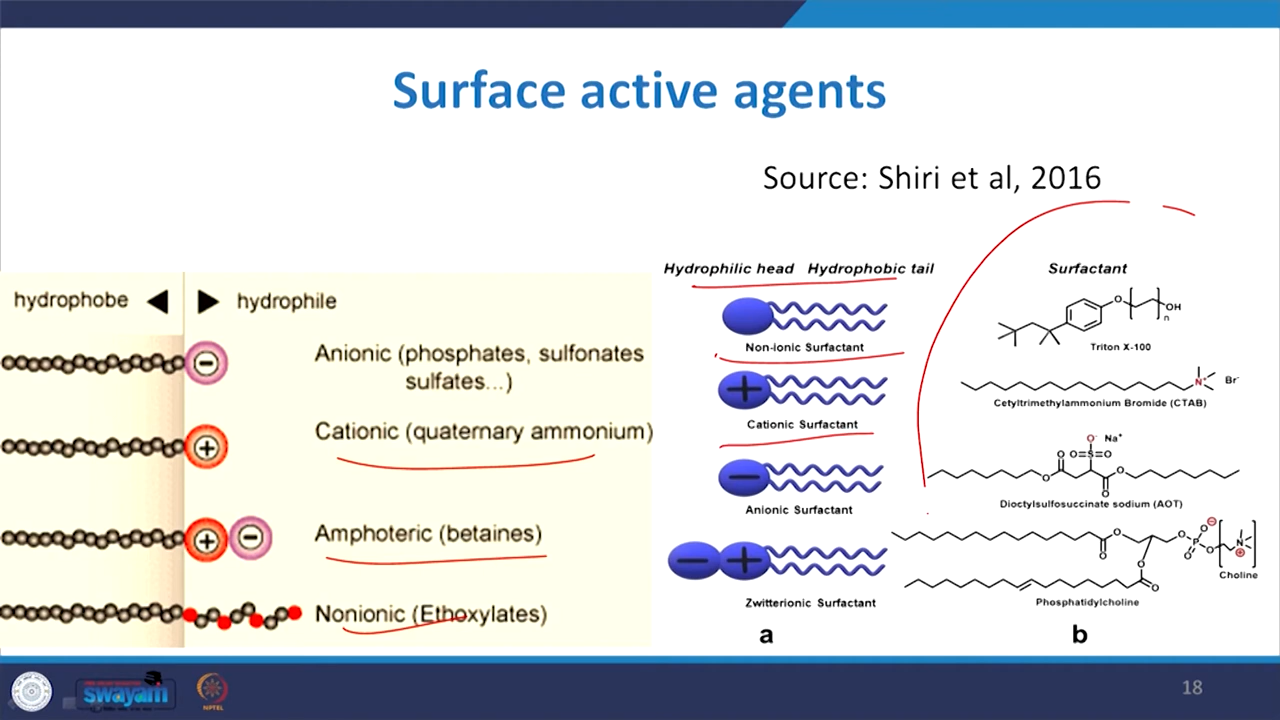 Surface active agents
Source: Shiri et al, 2016
hydrophobe
hydrophile
Anionic (phosphates, sulfonates
sulfates...)
Cationic (quaternary ammonium)
Amphoteric (betaines)
Nonionic (Ethoxylates)
Hydrophilic head Hydrophobic tail
Non-ionic Surfactant
+
Cationic Surfactant
−
Anionic Surfactant
− +
Zwitterionic Surfactant
a
Surfactant
O
OH
n
Triton X-100
N+
Br-
Cetyltrimethylammonium Bromide (CTAB)
O- Na+
O=S=O
O O
O O
Dioctylsulfosuccinate sodium (AOT)
O O P O
O O
O N
O
Choline
Phosphatidylcholine
b
swayam
NPTEL
18